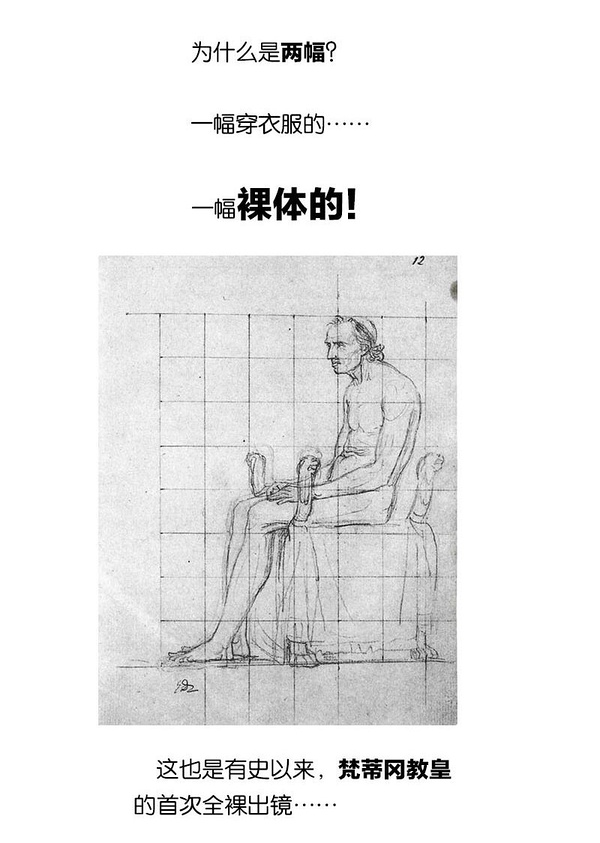 为什么是两幅?
一幅穿衣服的……
一幅裸体的!
12
这也是有史以来，梵蒂冈教皇
的首次全裸出镜……